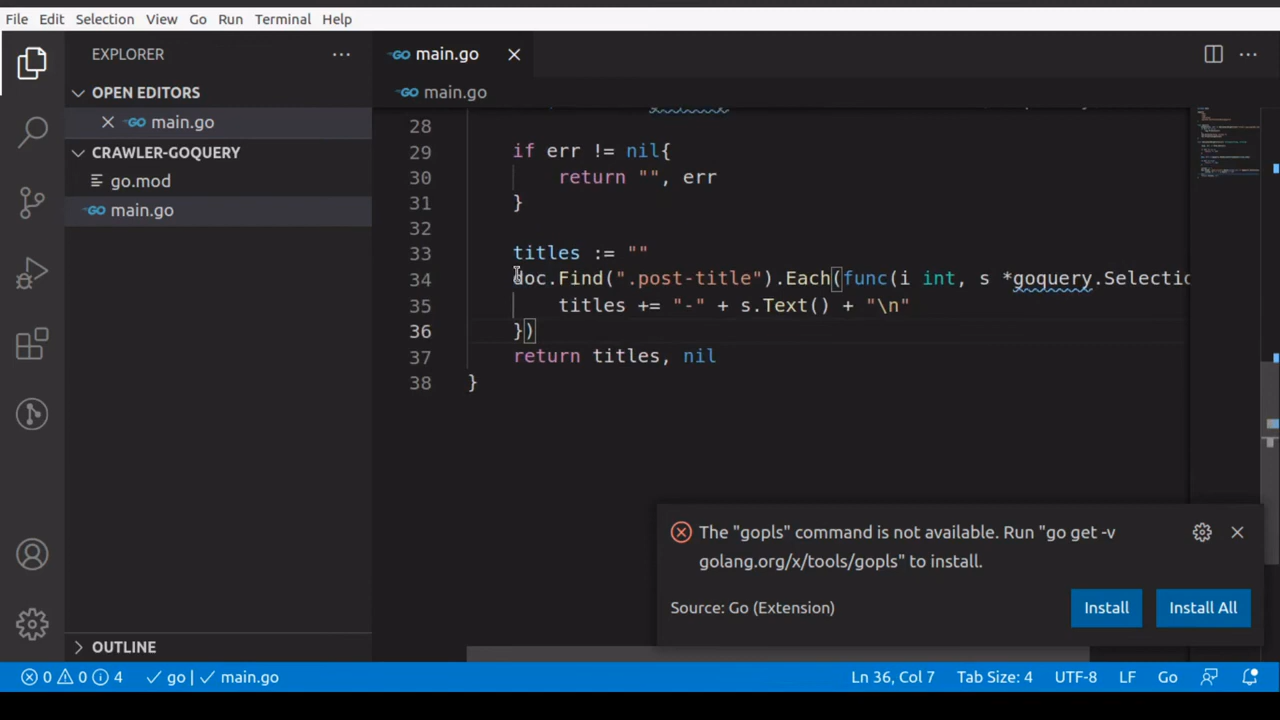 File Edit Selection View Go Run Terminal Help
EXPLORER
OPEN EDITORS
main.go
CRAWLER-GOQUERY
go.mod
main.go
OUTLINE
main.go
main.go
28
29 if err != nil{
30 return "", err
31 }
32
33 titles := ""
34 doc.Find(".post-title").Each(func(i int, s *goquery.Selectio
35 titles += "-" + s.Text() + "\n"
36 })
37 return titles, nil
38 }
The "gopls" command is not available. Run "go get -v
golang.org/x/tools/gopls" to install.
Source: Go (Extension) Install Install All
0 0 4 go | main.go Ln 36, Col 7 Tab Size: 4 UTF-8 LF Go